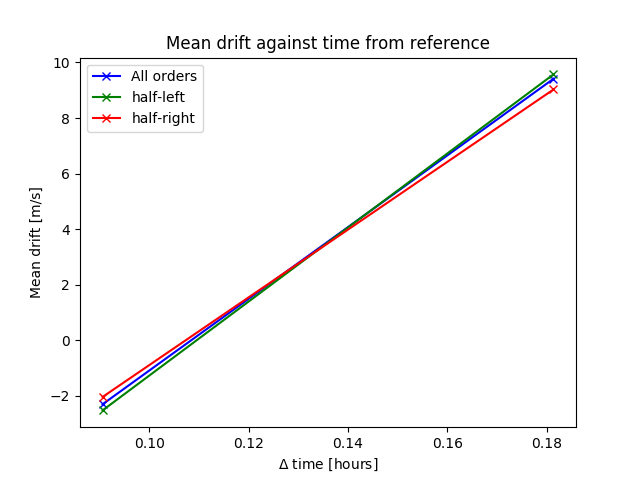 Mean drift against time from reference
All orders
half-left
half-right
Mean drift [m/s]
10
8
6
4
2
0
−2
0.10 0.12 0.14 0.16 0.18
Δ time [hours]